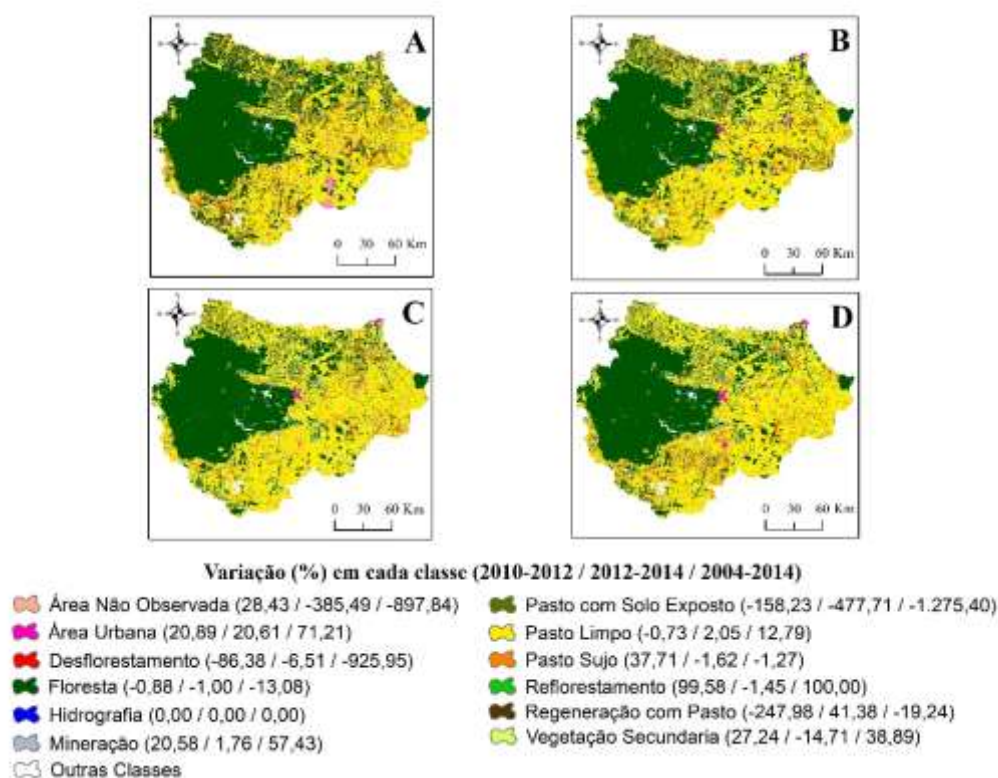 A
B
0 30 60 Km
0 30 60 Km
C
D
0 30 60 Km
0 30 60 Km
Variação (%) em cada classe (2010-2012 / 2012-2014 / 2004-2014)
Área Não Observada (28,43 / -385,49 / -897,84)
Área Urbana (20,89 / 20,61 / 71,21)
Desflorestamento (-86,38 / -6,51 / -925,95)
Floresta (-0,88 / -1,00 / -13,08)
Hidrografia (0,00 / 0,00 / 0,00)
Mineração (20,58 / 1,76 / 57,43)
Outras Classes
Pasto com Solo Exposto (-158,23 / -477,71 / -1.275,40)
Pasto Limpo (-0,73 / 2,05 / 12,79)
Pasto Sujo (37,71 / -1,62 / -1,27)
Reflorestamento (99,58 / -1,45 / 100,00)
Regeneração com Pasto (-247,98 / 41,38 / -19,24)
Vegetação Secundaria (27,24 / -14,71 / 38,89)